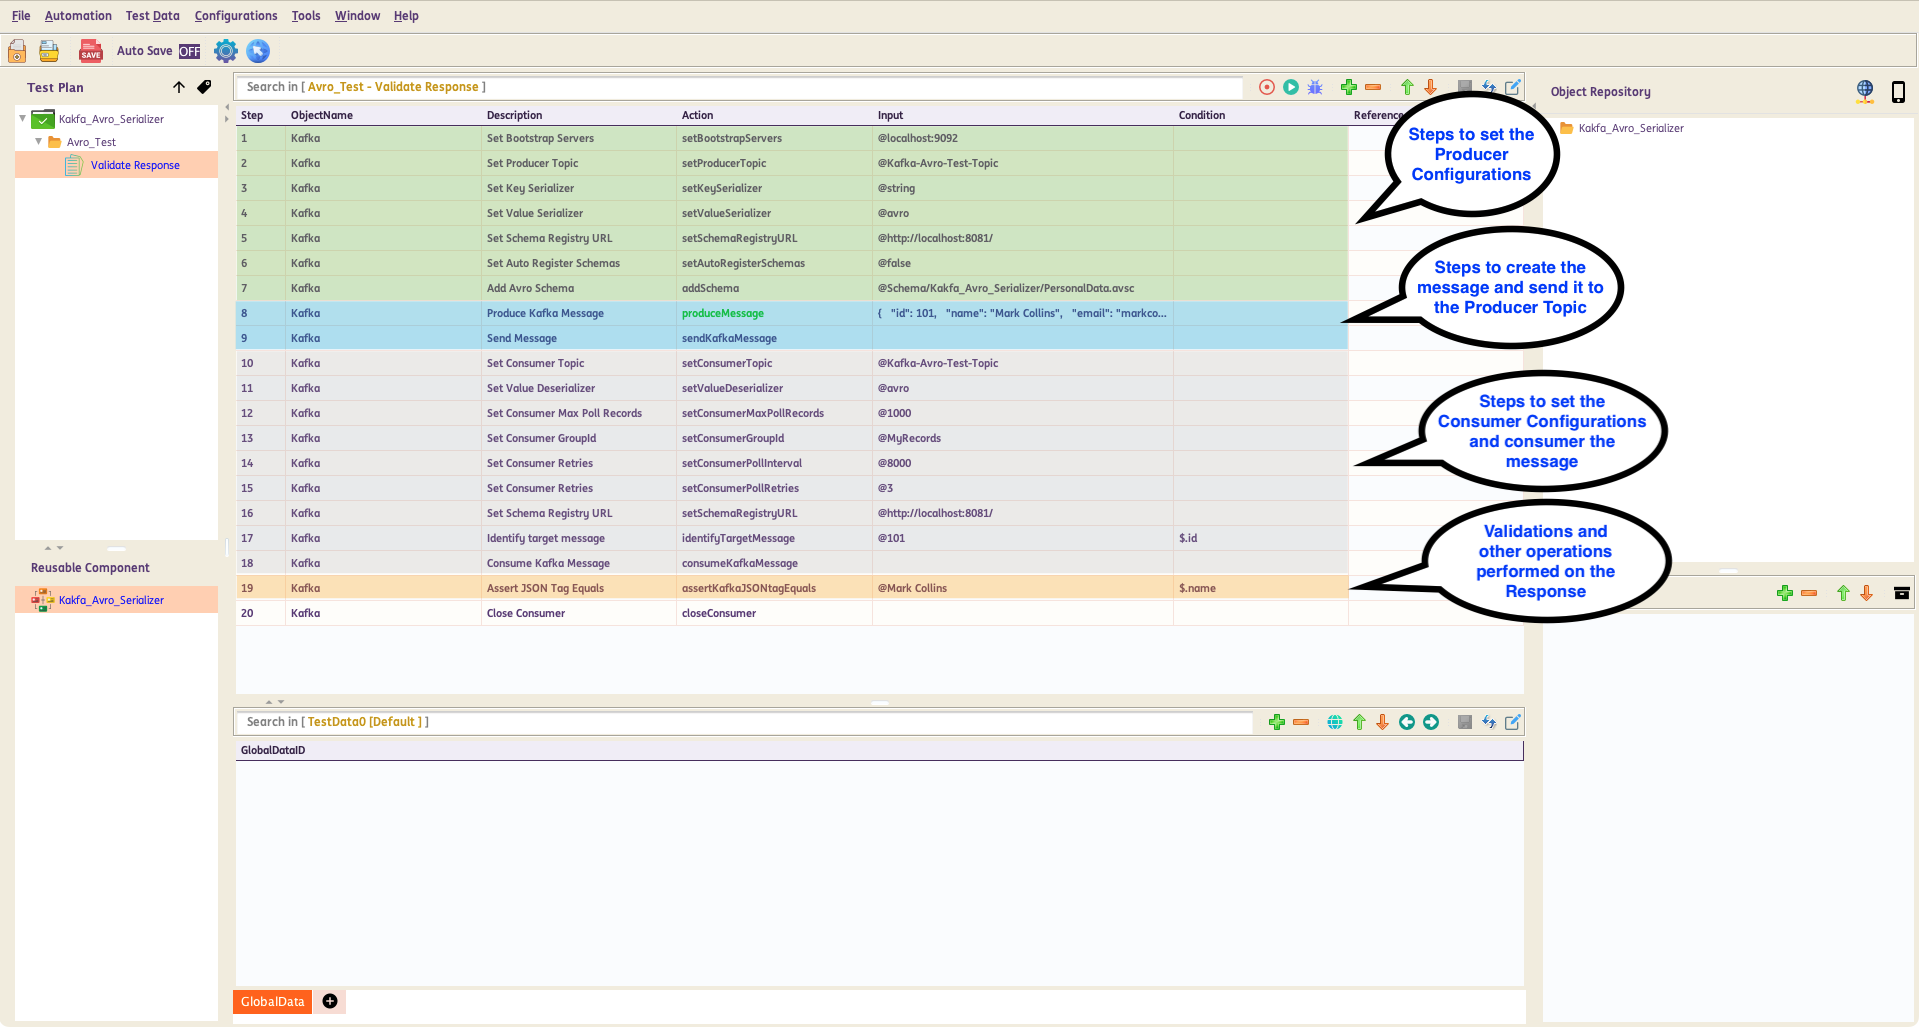 File Automation Test Data Configurations Tools Window Help
SAVE Auto Save OFF
Test Plan
Kakfa_Avro_Serializer
Avro_Test
Validate Response
Reusable Component
Kakfa_Avro_Serializer
Search in [ Avro_Test - Validate Response ]
Step ObjectName Description Action Input Condition Reference
1 Kafka Set Bootstrap Servers setBootstrapServers @localhost:9092
2 Kafka Set Producer Topic setProducerTopic @Kafka-Avro-Test-Topic
3 Kafka Set Key Serializer setKeySerializer @string
4 Kafka Set Value Serializer setValueSerializer @avro
5 Kafka Set Schema Registry URL setSchemaRegistryURL @http://localhost:8081/
6 Kafka Set Auto Register Schemas setAutoRegisterSchemas @false
7 Kafka Add Avro Schema addSchema @Schema/Kakfa_Avro_Serializer/PersonalData.avsc
8 Kafka Produce Kafka Message produceMessage { "id": 101, "name": "Mark Collins", "email": "markco...
9 Kafka Send Message sendKafkaMessage
10 Kafka Set Consumer Topic setConsumerTopic @Kafka-Avro-Test-Topic
11 Kafka Set Value Deserializer setValueDeserializer @avro
12 Kafka Set Consumer Max Poll Records setConsumerMaxPollRecords @1000
13 Kafka Set Consumer GroupId setConsumerGroupId @MyRecords
14 Kafka Set Consumer Retries setConsumerPollInterval @8000
15 Kafka Set Consumer Retries setConsumerPollRetries @3
16 Kafka Set Schema Registry URL setSchemaRegistryURL @http://localhost:8081/
17 Kafka Identify target message identifyTargetMessage @101 $.id
18 Kafka Consume Kafka Message consumeKafkaMessage
19 Kafka Assert JSON Tag Equals assertKafkaJSONtagEquals @Mark Collins $.name
20 Kafka Close Consumer closeConsumer
Steps to set the
Producer
Configurations
Steps to create the
message and send it to
the Producer Topic
Steps to set the
Consumer Configurations
and consumer the
message
Validations and
other operations
performed on the
Response
Object Repository
Kakfa_Avro_Serializer
Search in [ TestData0 [Default ] ]
GlobalDataID
GlobalData